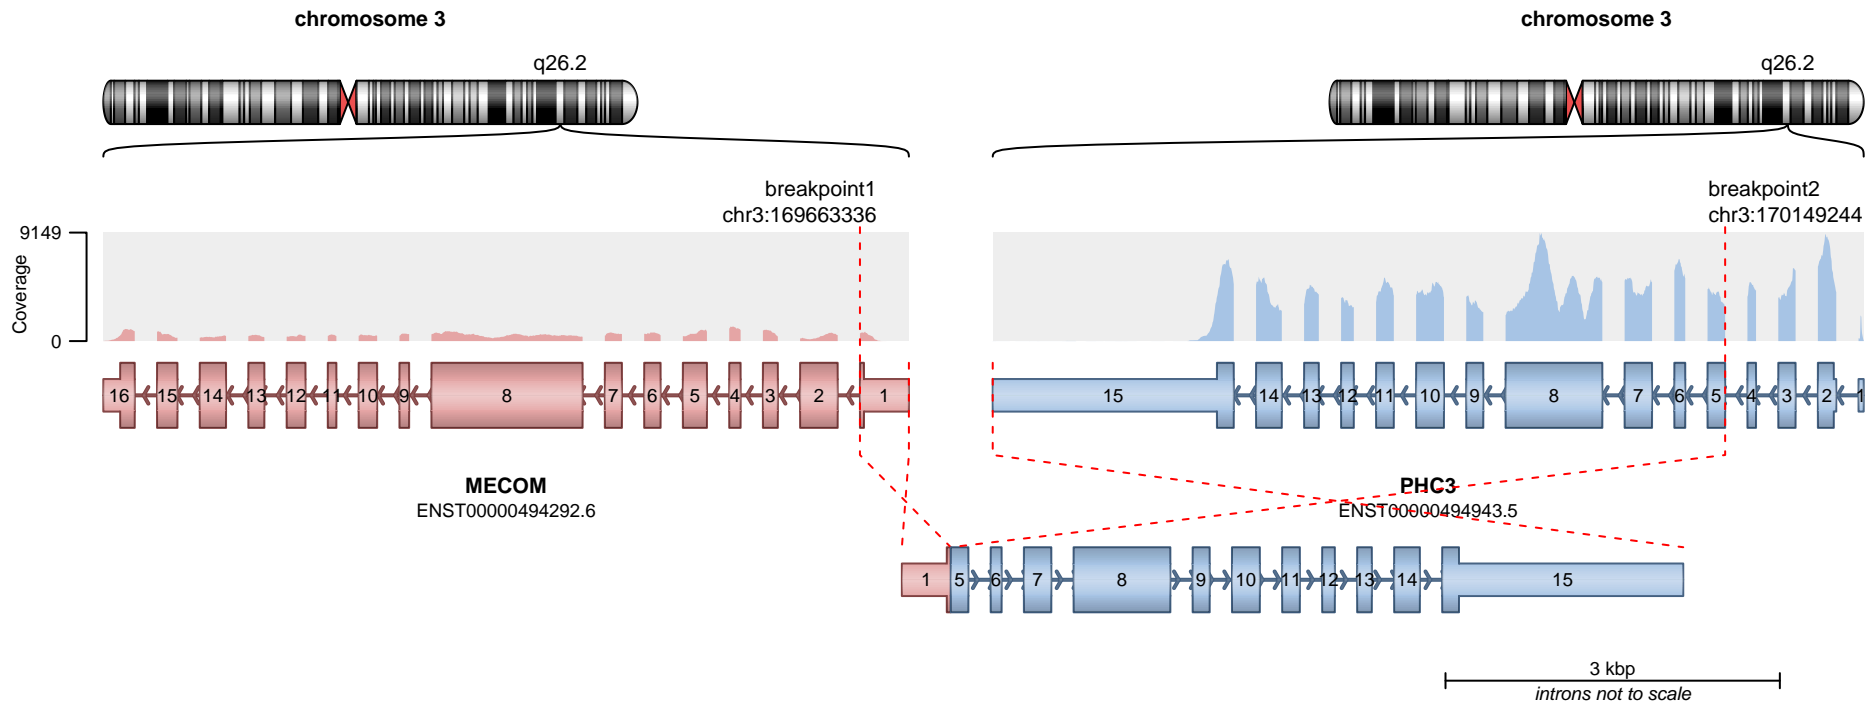 chromosome 3
chromosome 3
q26.2
q26.2
breakpoint1
chr3:169663336
breakpoint2
chr3:170149244
9149
Coverage
0
16 15 14 13 12 11 10 9 8 7 6 5 4 3 2 1
15 14 13 12 11 10 9 8 7 6 5 4 3 2 1
MECOM
ENST00000494292.6
PHC3
ENST00000494943.5
1 5 6 7 8 9 10 11 12 13 14 15
3 kbp
introns not to scale